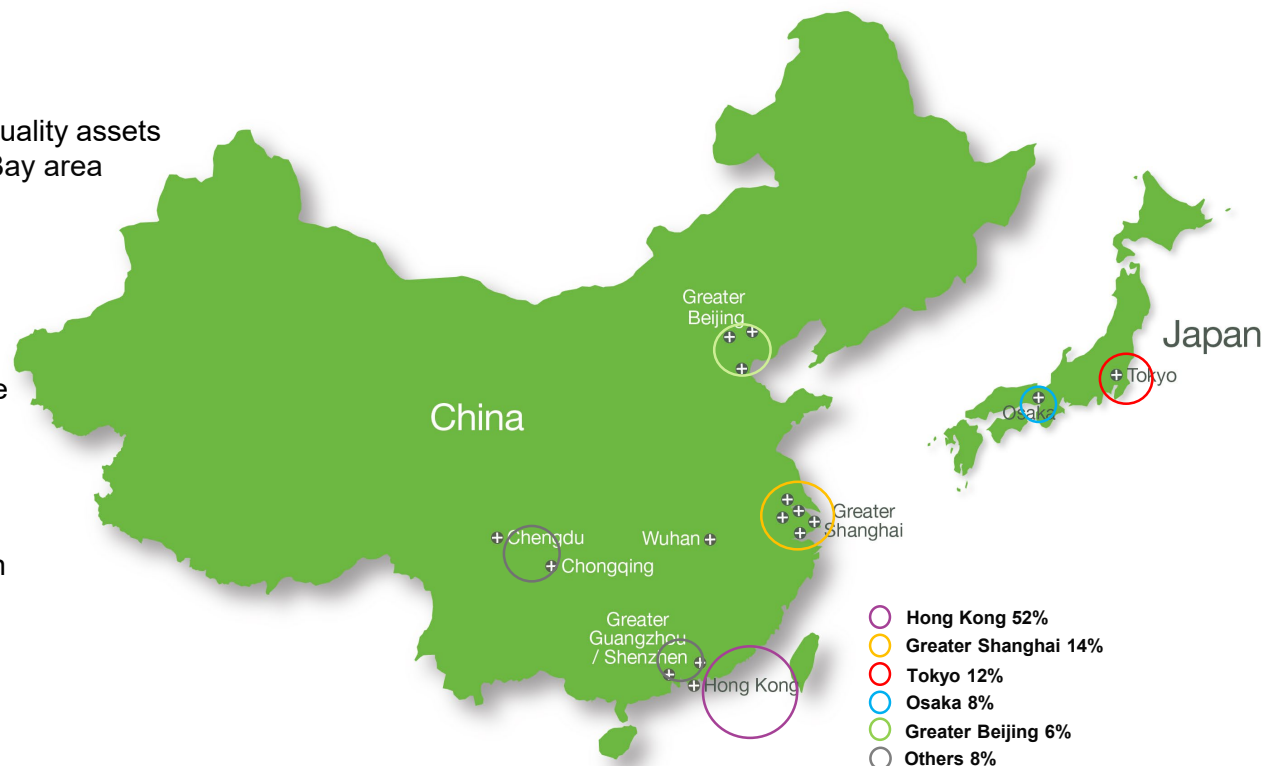 uality assets
Bay area
e
n
Greater
Beijing
China
Japan
Tokyo
Osaka
Greater
Shanghai
Chengdu
Wuhan
Chongqing
Greater
Guangzhou
/ Shenzhen
Hong Kong
Hong Kong 52%
Greater Shanghai 14%
Tokyo 12%
Osaka 8%
Greater Beijing 6%
Others 8%